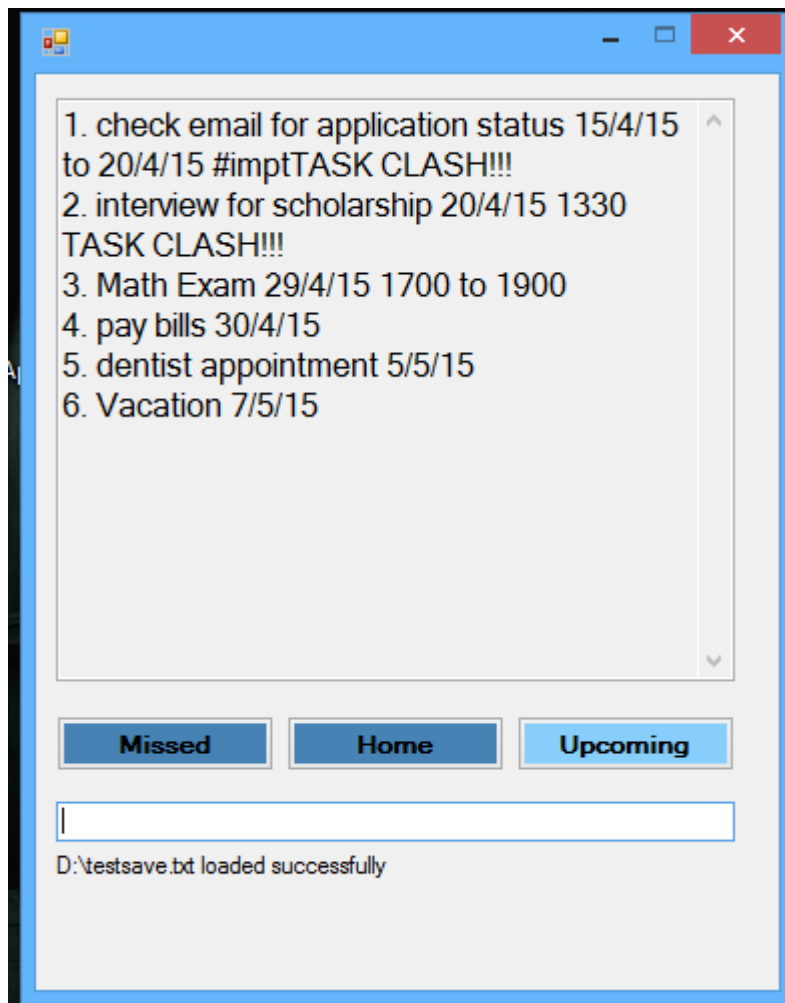 1. check email for application status 15/4/15
to 20/4/15 #imptTASK CLASH!!!
2. interview for scholarship 20/4/15 1330
TASK CLASH!!!
3. Math Exam 29/4/15 1700 to 1900
4. pay bills 30/4/15
5. dentist appointment 5/5/15
6. Vacation 7/5/15
Missed
Home
Upcoming
D:\testsave.txt loaded successfully